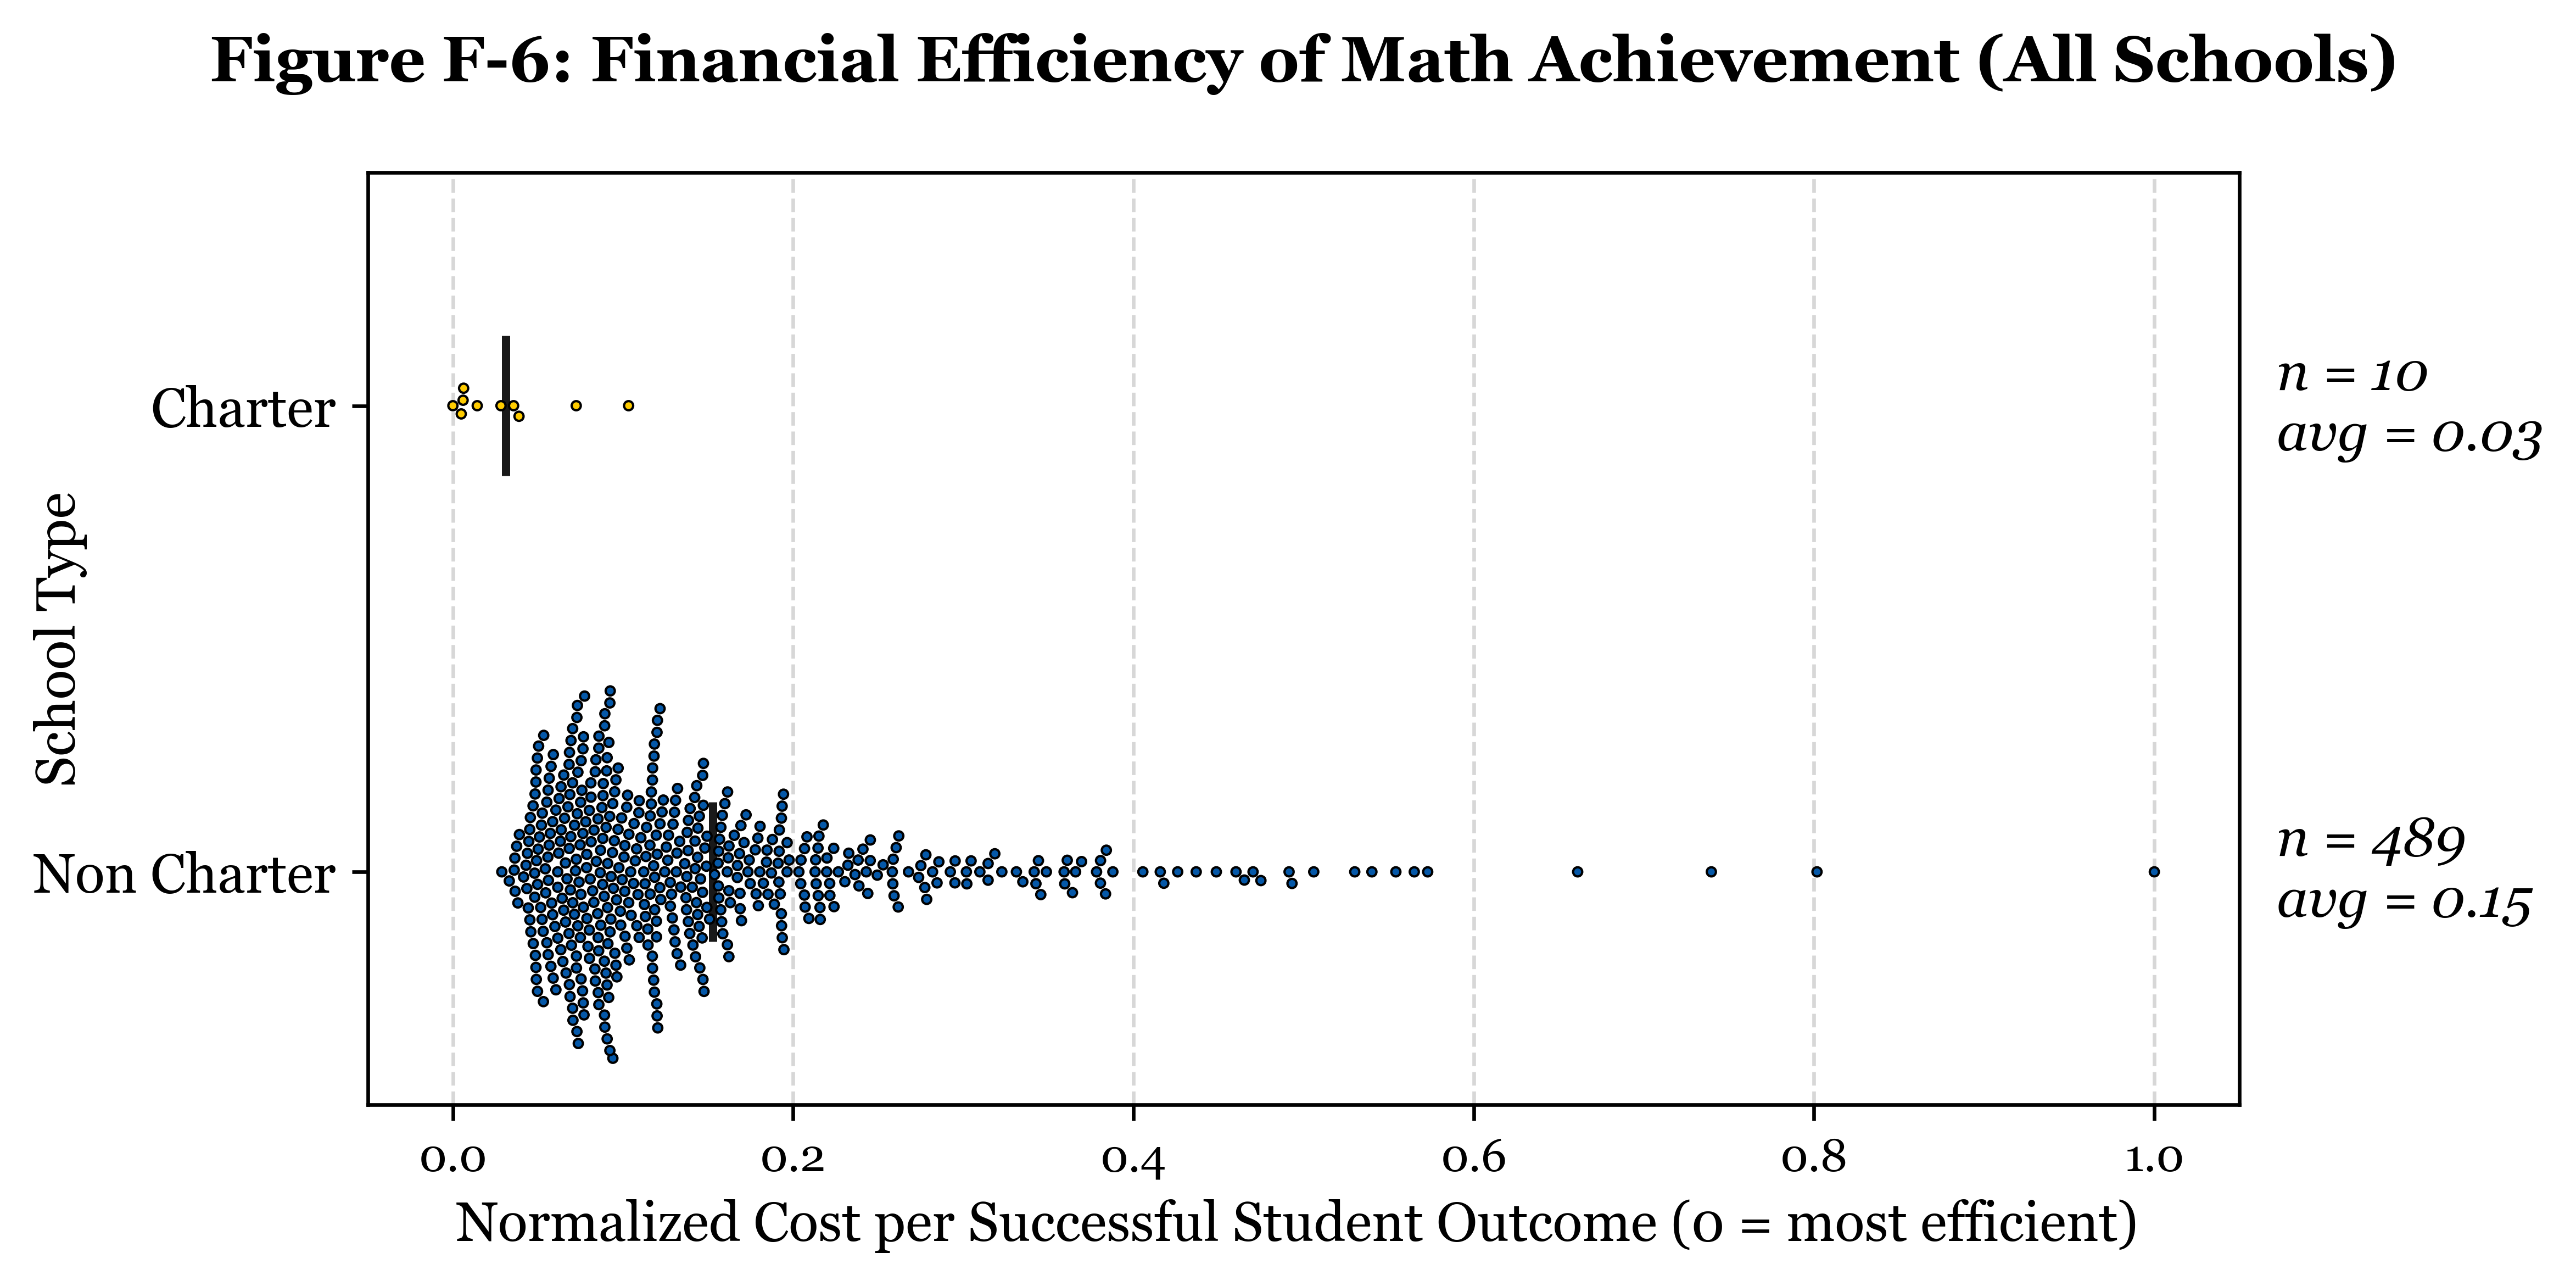 Figure F-6: Financial Efficiency of Math Achievement (All Schools)
School Type
Charter
n = 10
avg = 0.03
Non Charter
n = 489
avg = 0.15
0.0 0.2 0.4 0.6 0.8 1.0
Normalized Cost per Successful Student Outcome (0 = most efficient)